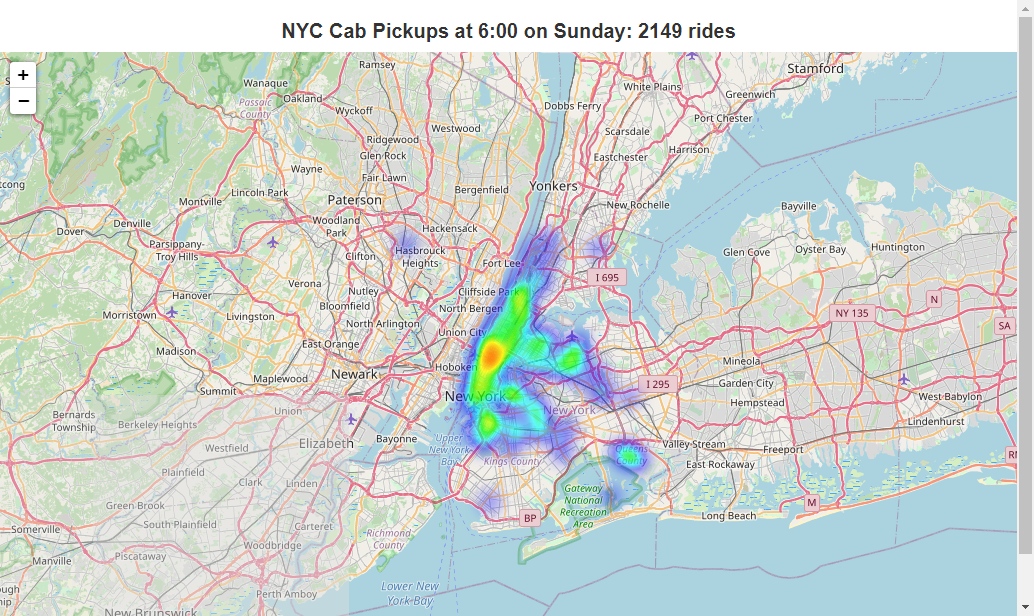 NYC Cab Pickups at 6:00 on Sunday: 2149 rides
+
−
Ramsey
Stamford
Wanaque
White Plains
Greenwich
Oakland
Passaic
County
Wyckoff
Dobbs Ferry
Port Chester
Westwood
Scarsdale
Ridgewood
Glen Rock
Harrison
Eastchester
Wayne
Fair Lawn
Lincoln Park
Bergenfield
Yonkers
Montville
Paterson
New Rochelle
Bayville
Denville
Dover
Woodland
Park
Hackensack
Parsippany-
Troy Hills
Clifton
Hasbrouck
Heights
Fort Lee
Glen Cove
Oyster Bay
Huntington
I 695
Verona
Nutley
Cliffside Park
Hanover
Bloomfield
North Bergen
N
Morristown
Livingston
North Arlington
NY 135
SA
Union City
East Orange
Madison
Mineola
Hoboken
Newark
Maplewood
Summit
I 295
Garden City
New York
West Babylon
Hempstead
New York
Union
Bernards
Township
Berkeley Heights
Lindenhurst
Bayonne
Elizabeth
Upper
New York
Bay
Westfield
Valley Stream
Freeport
Queens
County
Kings County
East Rockaway
Plainfield
Clark
Linden
Gateway
National
Recreation
Area
M
Green Brook
Long Beach
BP
South Plainfield
Carteret
Somerville
Richmond
County
Woodbridge
Piscataway
Manville
Lower New
York Bay
Perth Amboy
New Brunswick